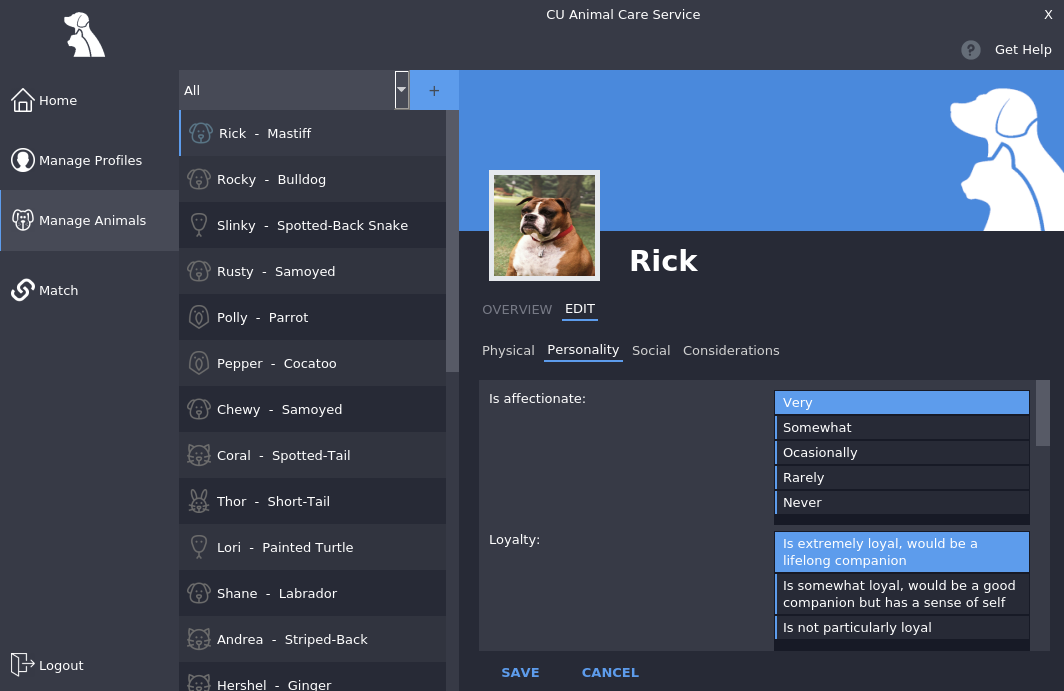 CU Animal Care Service
X
? Get Help
Home
Manage Profiles
Manage Animals
Match
Logout
All
+
Rick - Mastiff
Rocky - Bulldog
Slinky - Spotted-Back Snake
Rusty - Samoyed
Polly - Parrot
Pepper - Cocatoo
Chewy - Samoyed
Coral - Spotted-Tail
Thor - Short-Tail
Lori - Painted Turtle
Shane - Labrador
Andrea - Striped-Back
Hershel - Ginger
Rick
OVERVIEW EDIT
Physical Personality Social Considerations
Is affectionate:
Very
Somewhat
Ocasionally
Rarely
Never
Loyalty:
Is extremely loyal, would be a
lifelong companion
Is somewhat loyal, would be a good
companion but has a sense of self
Is not particularly loyal
SAVE CANCEL